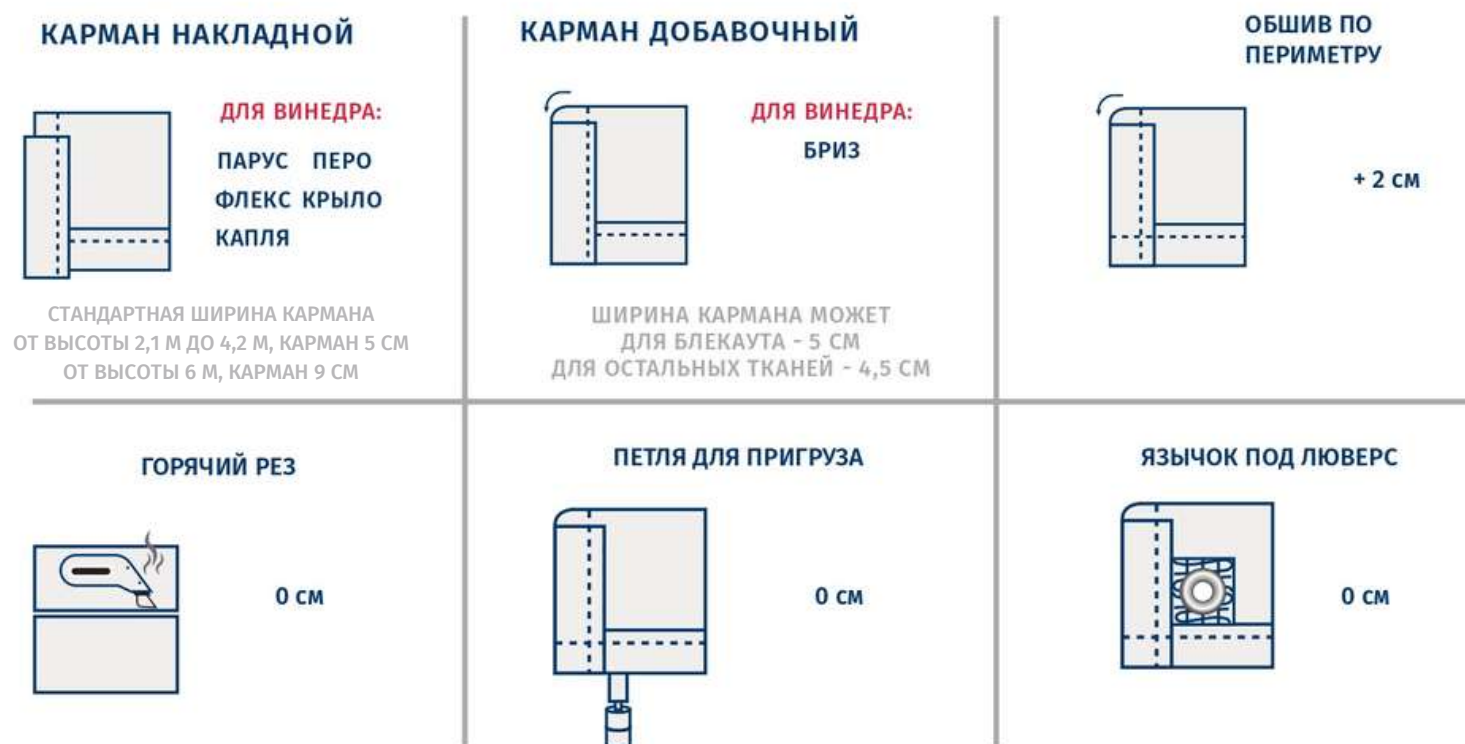 КАРМАН НАКЛАДНОЙ
ДЛЯ ВИНЕДРА:
ПАРУС ПЕРО
ФЛЕКС КРЫЛО
КАПЛЯ
СТАНДАРТНАЯ ШИРИНА КАРМАНА
ОТ ВЫСОТЫ 2,1 М ДО 4,2 М, КАРМАН 5 СМ
ОТ ВЫСОТЫ 6 М, КАРМАН 9 СМ
КАРМАН ДОБАВОЧНЫЙ
ДЛЯ ВИНЕДРА:
БРИЗ
ШИРИНА КАРМАНА МОЖЕТ
ДЛЯ БЛЕКАУТА - 5 СМ
ДЛЯ ОСТАЛЬНЫХ ТКАНЕЙ - 4,5 СМ
ОБШИВ ПО
ПЕРИМЕТРУ
+ 2 СМ
ГОРЯЧИЙ РЕЗ
0 СМ
ПЕТЛЯ ДЛЯ ПРИГРУЗА
0 СМ
ЯЗЫЧОК ПОД ЛЮВЕРС
0 СМ